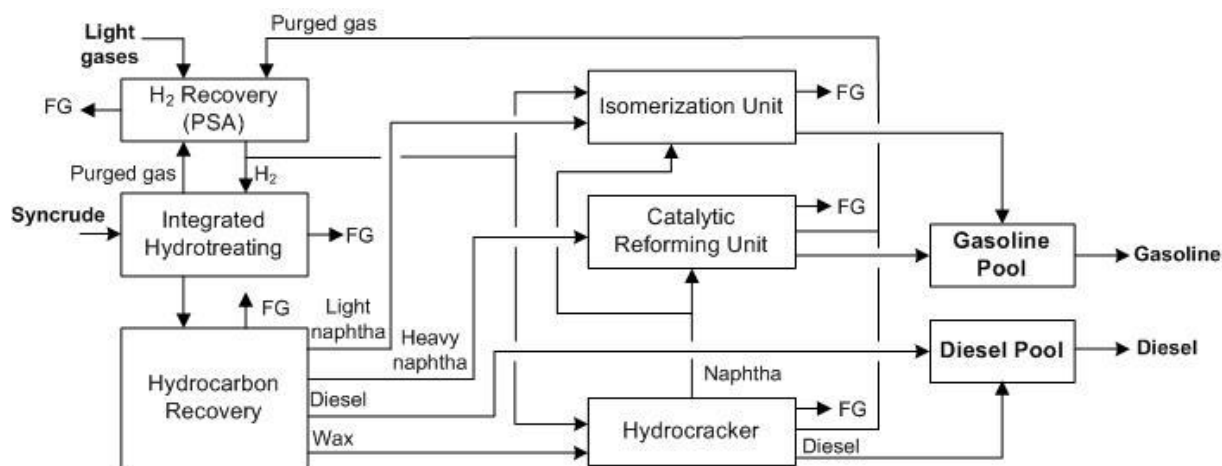 Light
gases
Purged gas
FG
H₂ Recovery
(PSA)
Isomerization Unit
FG
Purged gas
H₂
Syncrude
Integrated
Hydrotreating
FG
Catalytic
Reforming Unit
FG
Gasoline
Pool
Gasoline
FG
Light
naphtha
Heavy
naphtha
Diesel Pool
Diesel
Hydrocarbon
Recovery
Diesel
Wax
Naphtha
Hydrocracker
FG
Diesel